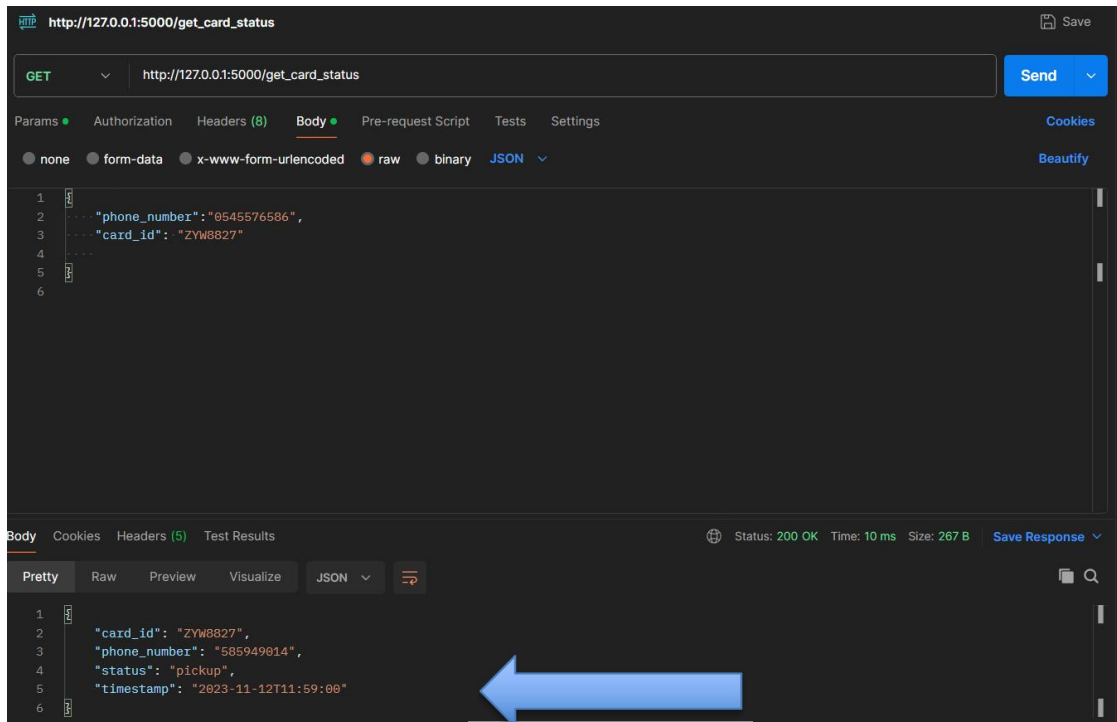 HTTP http://127.0.0.1:5000/get_card_status Save
GET http://127.0.0.1:5000/get_card_status Send
Params Authorization Headers (8) Body Pre-request Script Tests Settings Cookies
none form-data x-www-form-urlencoded raw binary JSON Beautify
1 {
2 "phone_number":"0545576586",
3 "card_id": "ZYW8827"
4
5 }
6
Body Cookies Headers (5) Test Results Status: 200 OK Time: 10 ms Size: 267 B Save Response
Pretty Raw Preview Visualize JSON
1 {
2 "card_id": "ZYW8827",
3 "phone_number": "585949014",
4 "status": "pickup",
5 "timestamp": "2023-11-12T11:59:00"
6 }